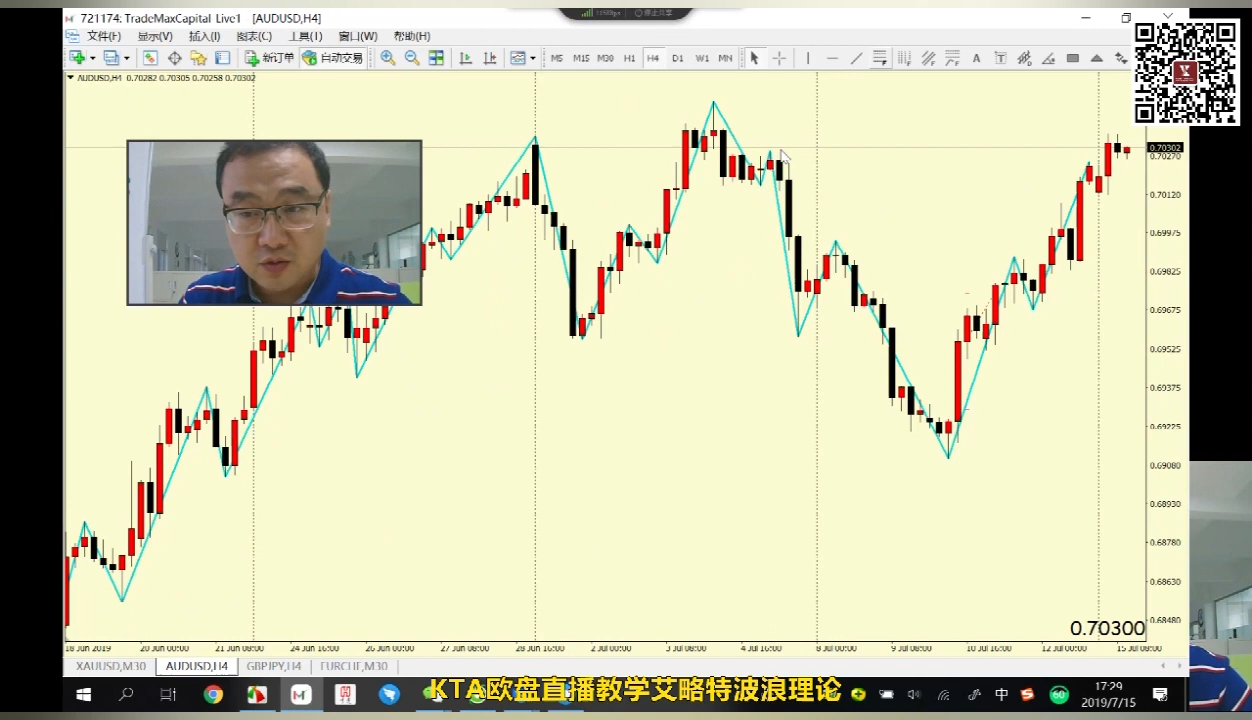 721174: TradeMaxCapital-Live1 - [AUDUSD,H4]
文件(F) 显示(V) 插入(I) 图表(C) 工具(T) 窗口(W) 帮助(H)
新订单 自动交易 M5 M15 M30 H1 H4 D1 W1 MN A T
AUDUSD,H4 0.70282 0.70305 0.70258 0.70302
0.70302
0.70270
0.70120
0.69975
0.69825
0.69675
0.69525
0.69375
0.69225
0.69080
0.68930
0.68780
0.68630
0.68480
0.70300
18 Jun 2019 20 Jun 00:00 21 Jun 08:00 24 Jun 16:00 26 Jun 00:00 27 Jun 08:00 28 Jun 16:00 2 Jul 00:00 3 Jul 08:00 4 Jul 16:00 8 Jul 00:00 9 Jul 08:00 10 Jul 16:00 12 Jul 00:00 15 Jul 08:00
XAUUSD,M30 AUDUSD,H4 GBPJPY,H4 EURCHF,M30
KTA欧盘直播教学艾略特波浪理论
中 60 17:29
2019/7/15